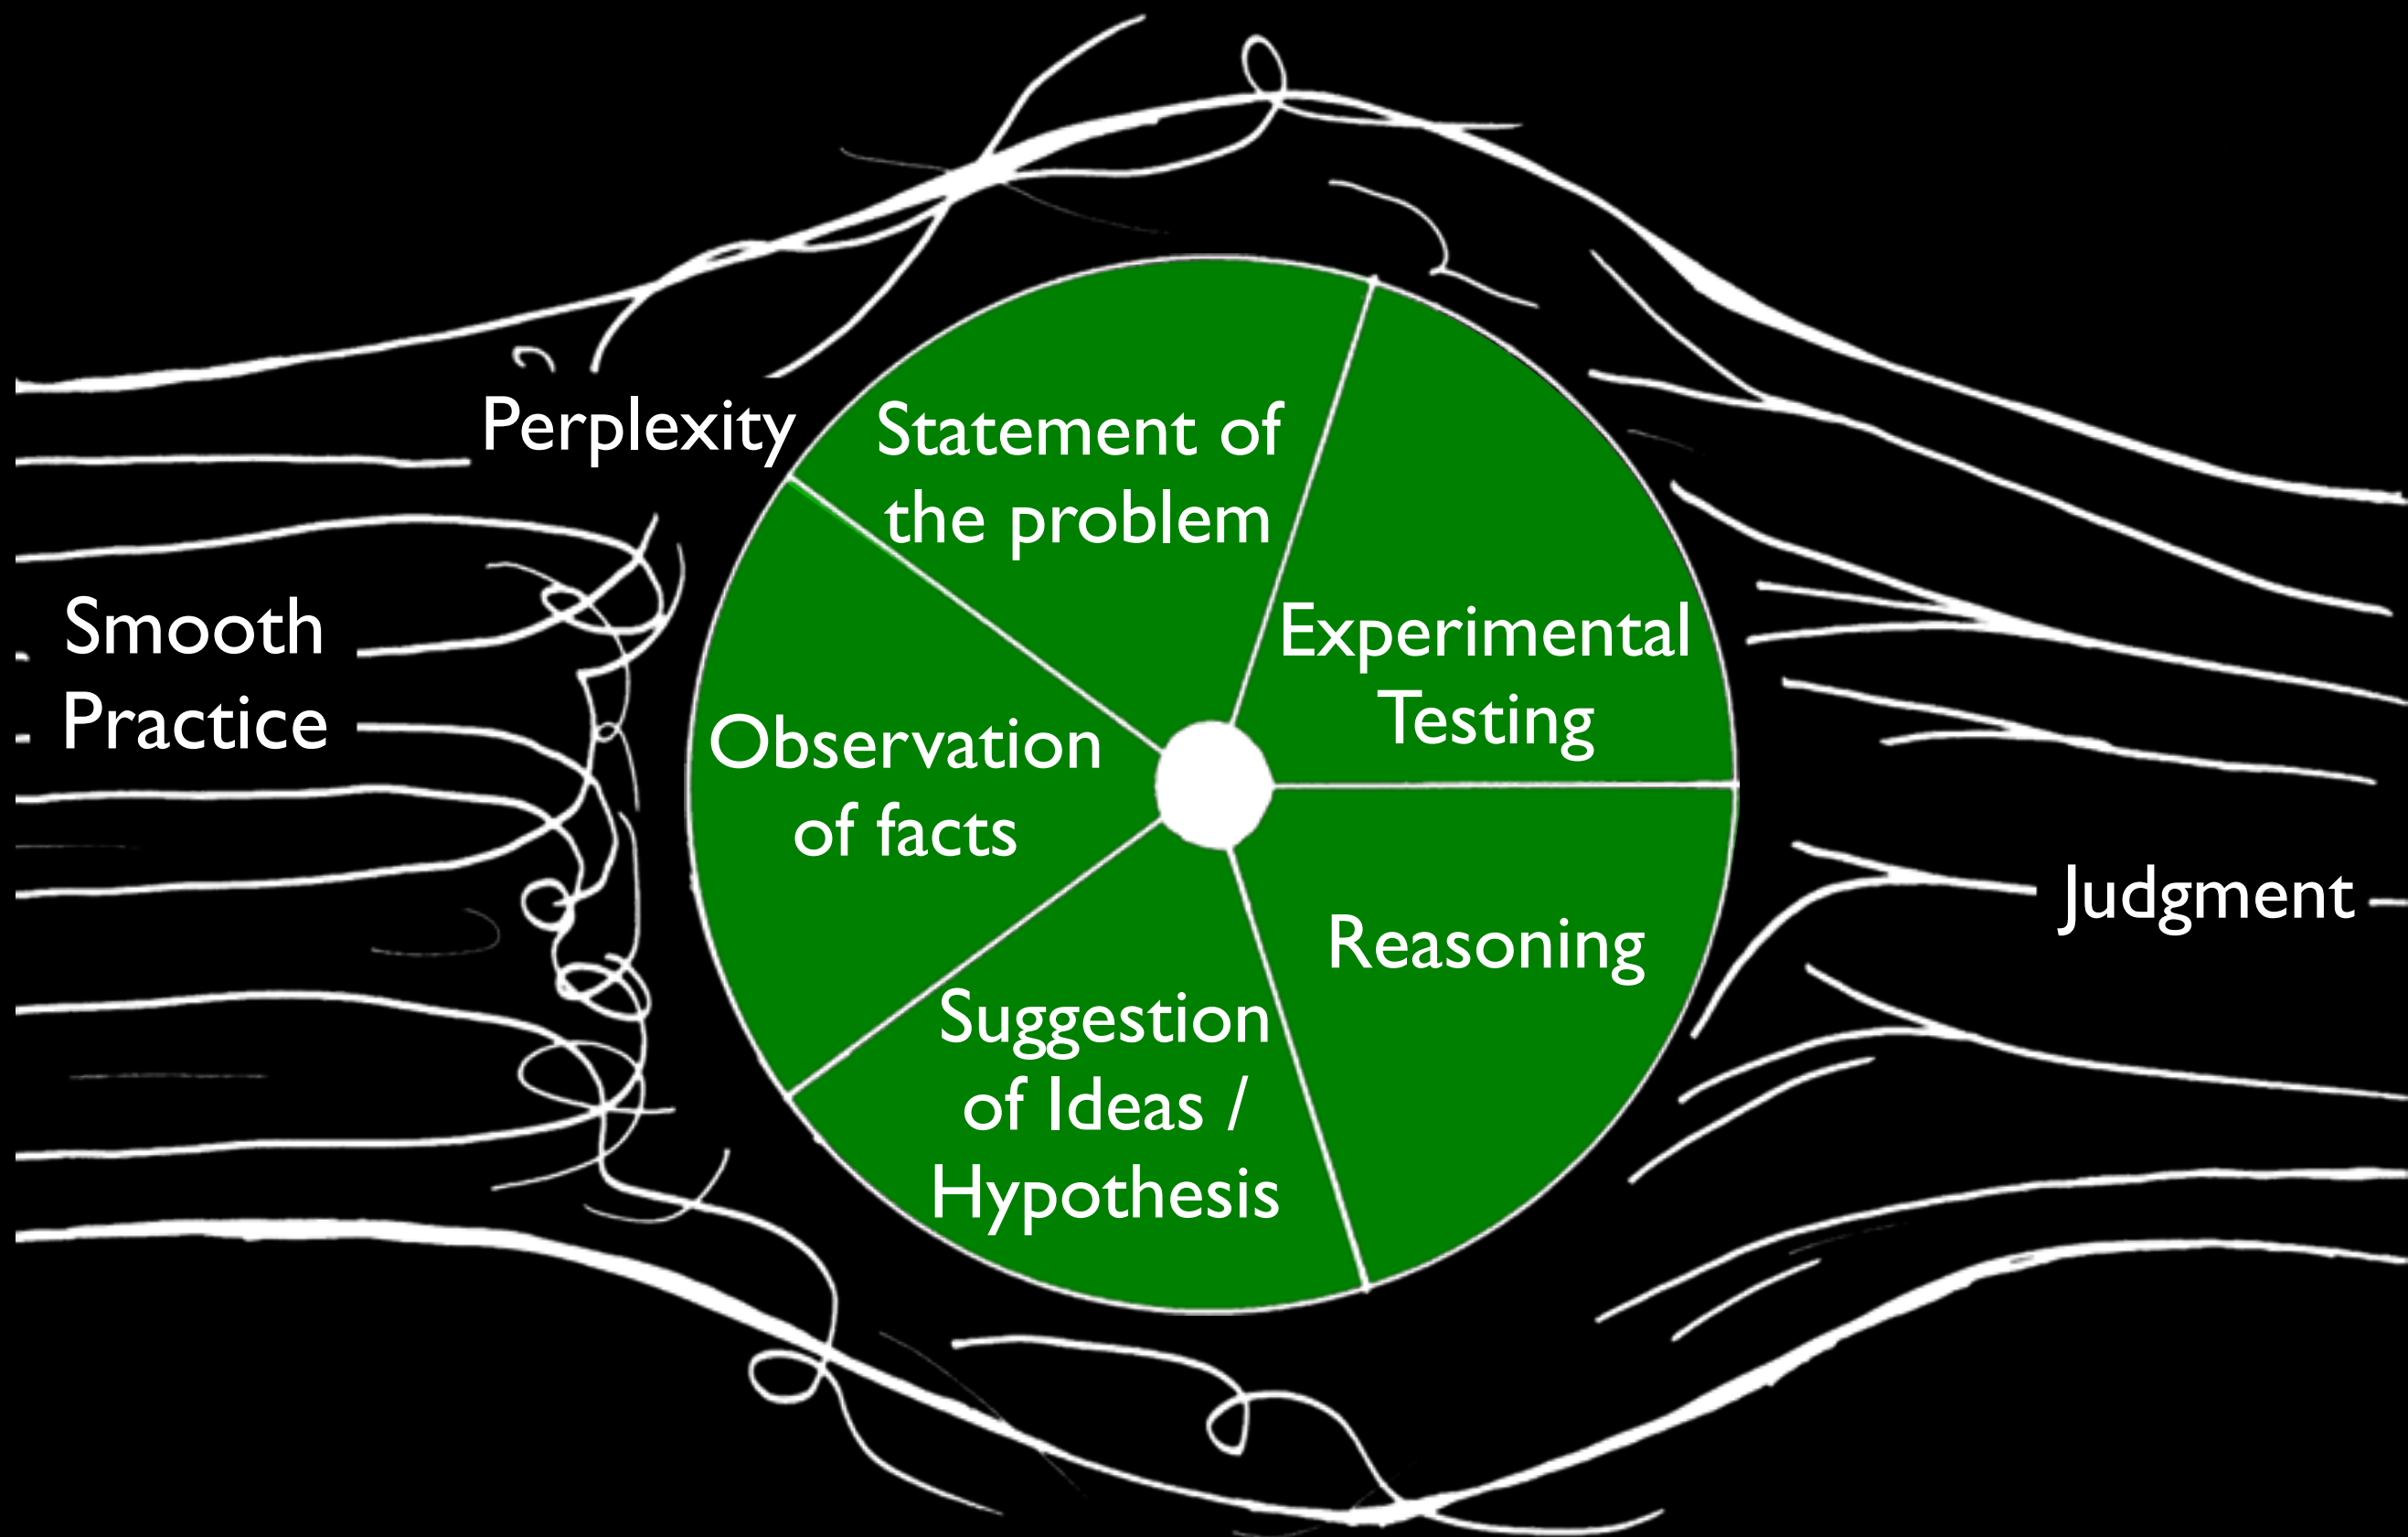 Perplexity
Statement of
the problem
Smooth
Practice
Experimental
Testing
Observation
of facts
Judgment
Reasoning
Suggestion
of Ideas /
Hypothesis